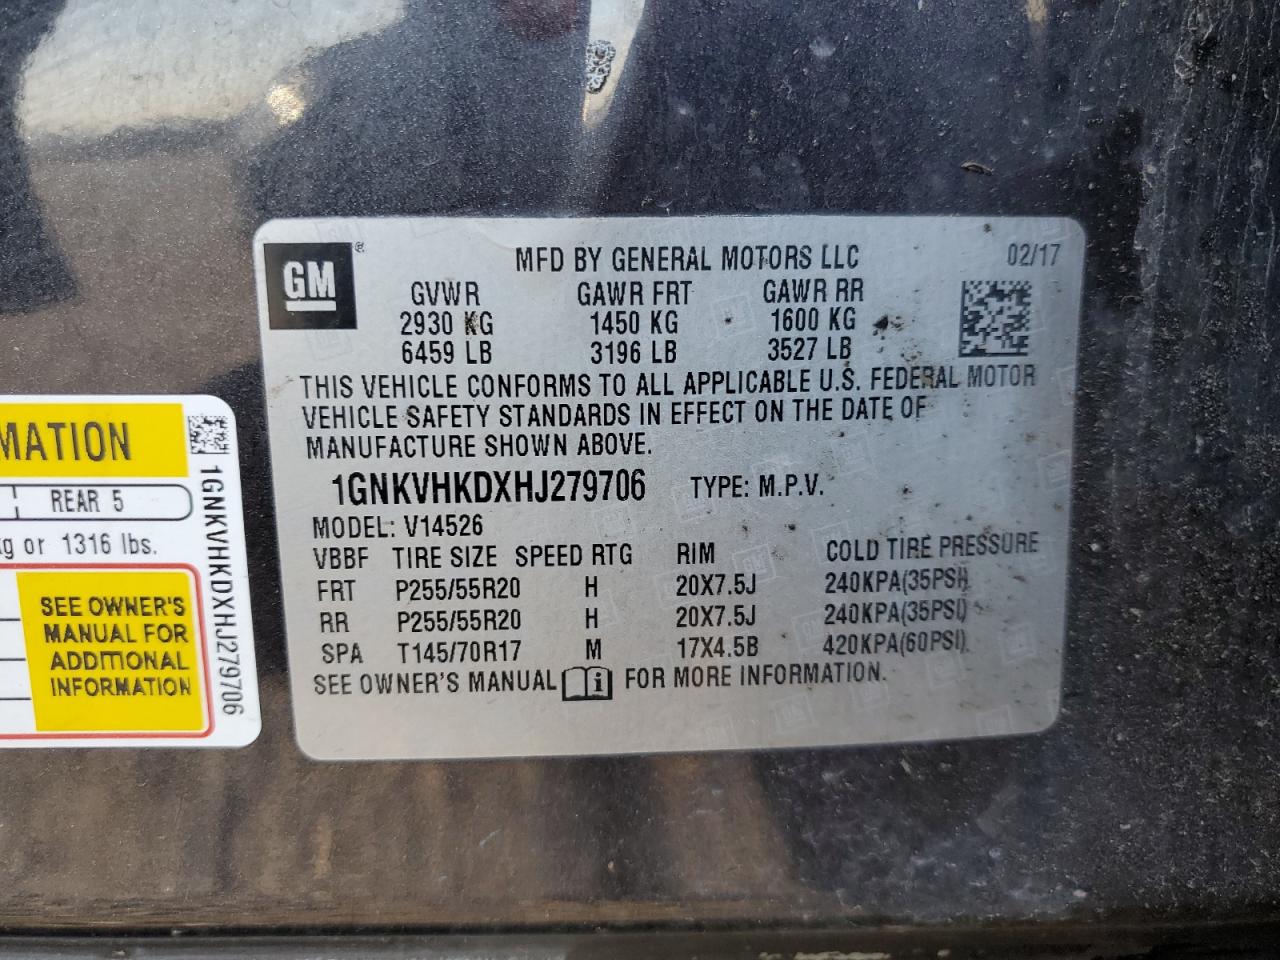 GM ®
MFD BY GENERAL MOTORS LLC 02/17
GVWR GAWR FRT GAWR RR
2930 KG 1450 KG 1600 KG
6459 LB 3196 LB 3527 LB
THIS VEHICLE CONFORMS TO ALL APPLICABLE U.S. FEDERAL MOTOR
VEHICLE SAFETY STANDARDS IN EFFECT ON THE DATE OF
MANUFACTURE SHOWN ABOVE.
1GNKVHKDXHJ279706 TYPE: M.P.V.
MODEL: V14526
VBBF TIRE SIZE SPEED RTG RIM COLD TIRE PRESSURE
FRT P255/55R20 H 20X7.5J 240KPA(35PSI)
RR P255/55R20 H 20X7.5J 240KPA(35PSI)
SPA T145/70R17 M 17X4.5B 420KPA(60PSI)
SEE OWNER'S MANUAL i FOR MORE INFORMATION.
MATION
REAR 5
kg or 1316 lbs.
SEE OWNER'S
MANUAL FOR
ADDITIONAL
INFORMATION
1GNKVHKDXHJ279706